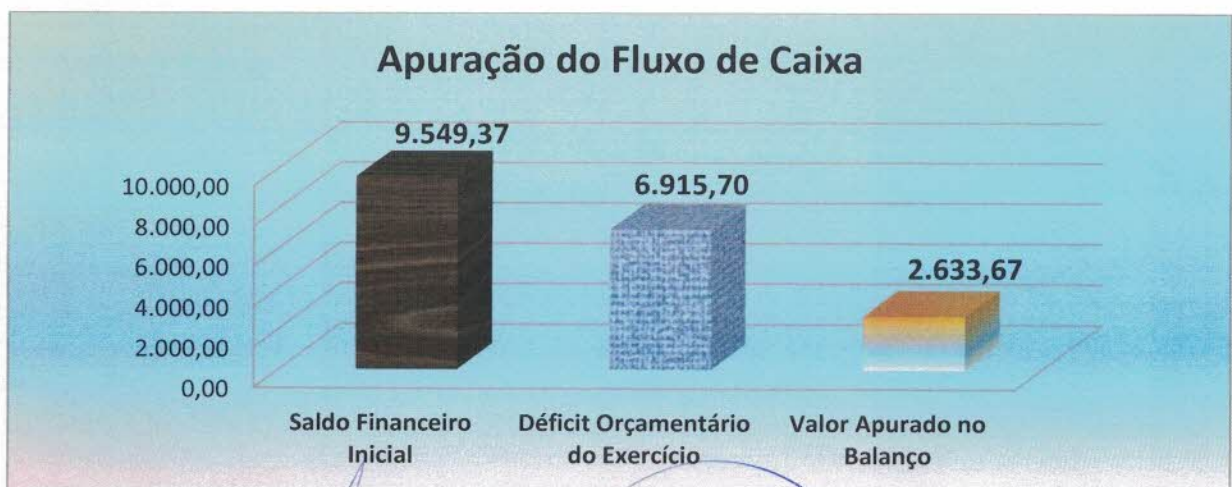 Apuração do Fluxo de Caixa
9.549,37
6.915,70
2.633,67
10.000,00
8.000,00
6.000,00
4.000,00
2.000,00
0,00
Saldo Financeiro
Inicial
Déficit Orçamentário
do Exercício
Valor Apurado no
Balanço